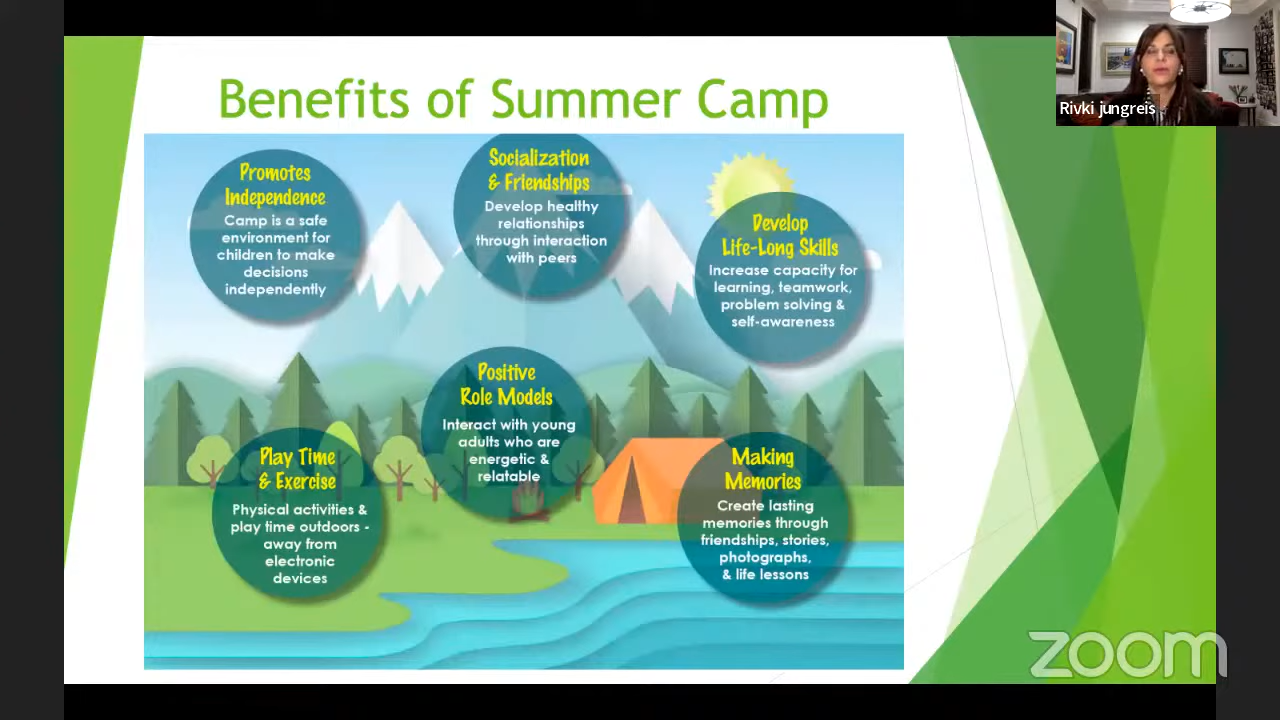 Benefits of Summer Camp
Rivki jungreis
Promotes
Independence
Camp is a safe
environment for
children to make
decisions
independently
Socialization
& Friendships
Develop healthy
relationships
through interaction
with peers
Develop
Life-Long Skills
Increase capacity for
learning, teamwork,
problem solving &
self-awareness
Positive
Role Models
Interact with young
adults who are
energetic &
relatable
Play Time
& Exercise
Physical activities &
play time outdoors -
away from
electronic
devices
Making
Memories
Create lasting
memories through
friendships, stories,
photographs,
& life lessons
zoom